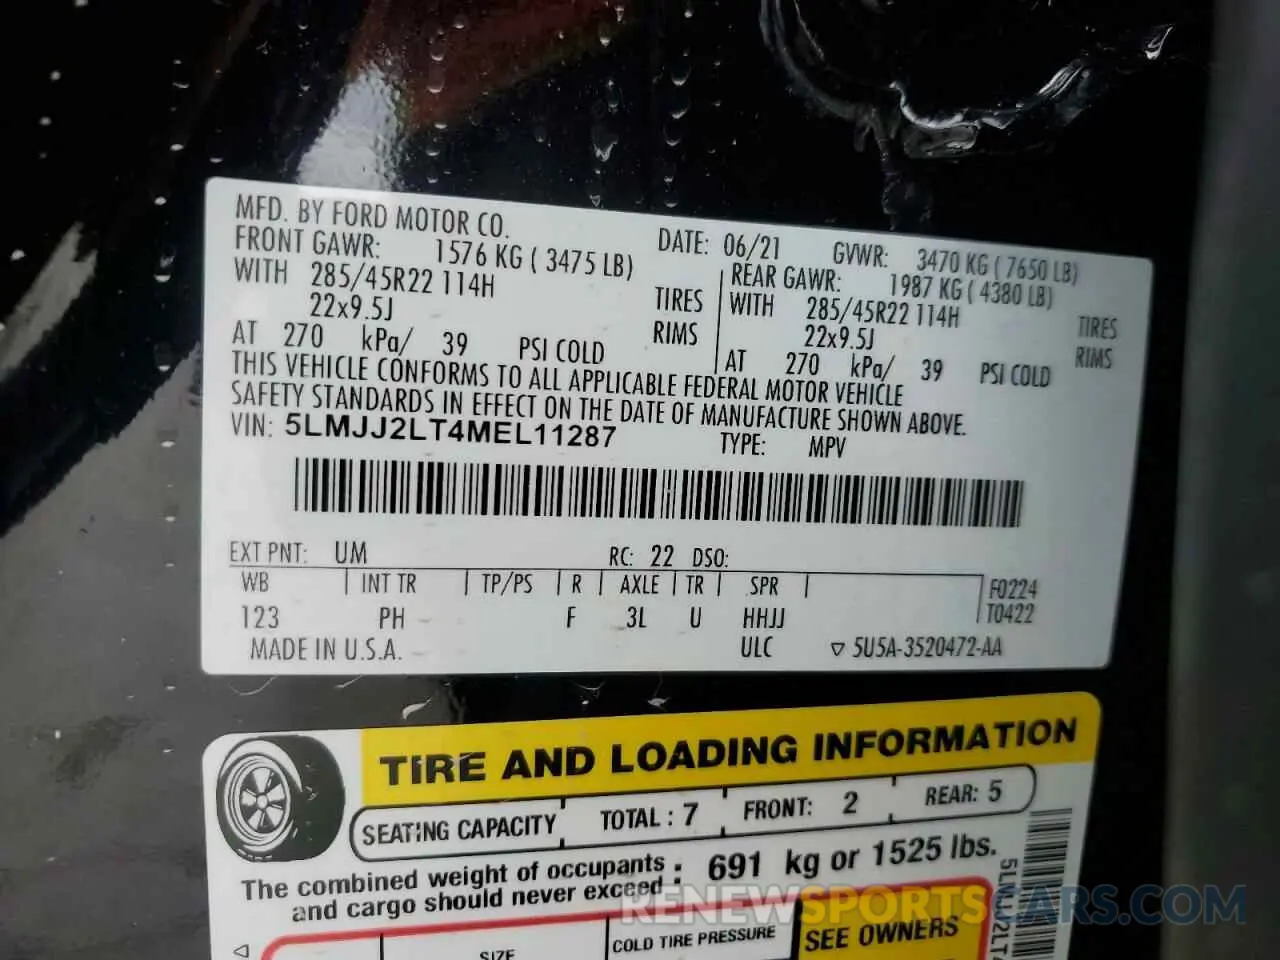 MFD. BY FORD MOTOR CO.
DATE: 06/21 GVWR: 3470 KG ( 7650 LB)
FRONT GAWR: 1576 KG ( 3475 LB)
WITH 285/45R22 114H TIRES
22x9.5J RIMS
AT 270 kPa/ 39 PSI COLD
REAR GAWR: 1987 KG ( 4380 LB)
WITH 285/45R22 114H TIRES
22x9.5J RIMS
AT 270 kPa/ 39 PSI COLD
THIS VEHICLE CONFORMS TO ALL APPLICABLE FEDERAL MOTOR VEHICLE
SAFETY STANDARDS IN EFFECT ON THE DATE OF MANUFACTURE SHOWN ABOVE.
VIN: 5LMJJ2LT4MEL11287 TYPE: MPV
EXT PNT: UM RC: 22 DSO:
WB INT TR TP/PS R AXLE TR SPR F0224
123 PH F 3L U HHJJ T0422
MADE IN U.S.A. ULC 5U5A-3520472-AA
TIRE AND LOADING INFORMATION
SEATING CAPACITY TOTAL : 7 FRONT: 2 REAR: 5
The combined weight of occupants : 691 kg or 1525 lbs.
and cargo should never exceed :
RENEWSPORTSCARS.COM
SIZE COLD TIRE PRESSURE SEE OWNERS